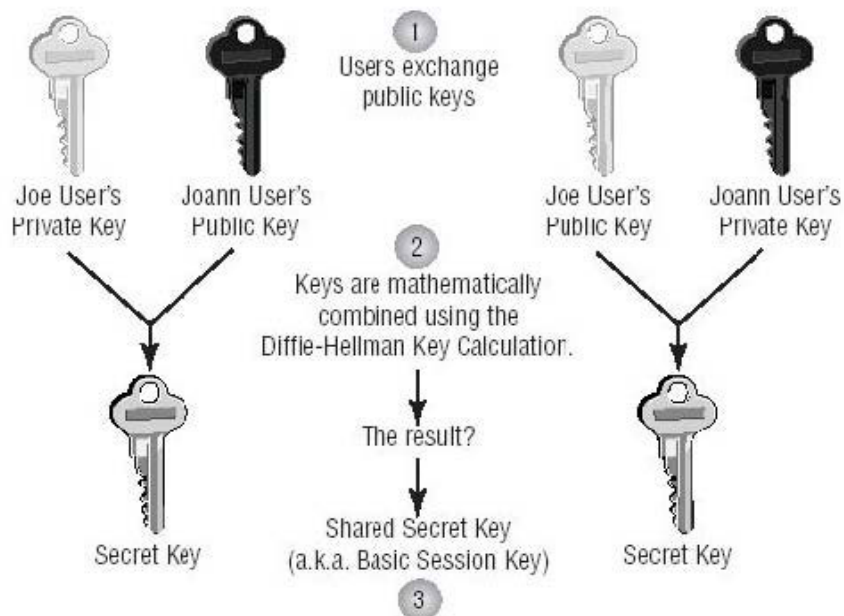 1
Users exchange
public keys
Joe User's
Private Key
Joann User's
Public Key
Joe User's
Public Key
Joann User's
Private Key
2
Keys are mathematically
combined using the
Diffie-Hellman Key Calculation.
The result?
Secret Key
Shared Secret Key
(a.k.a. Basic Session Key)
Secret Key
3